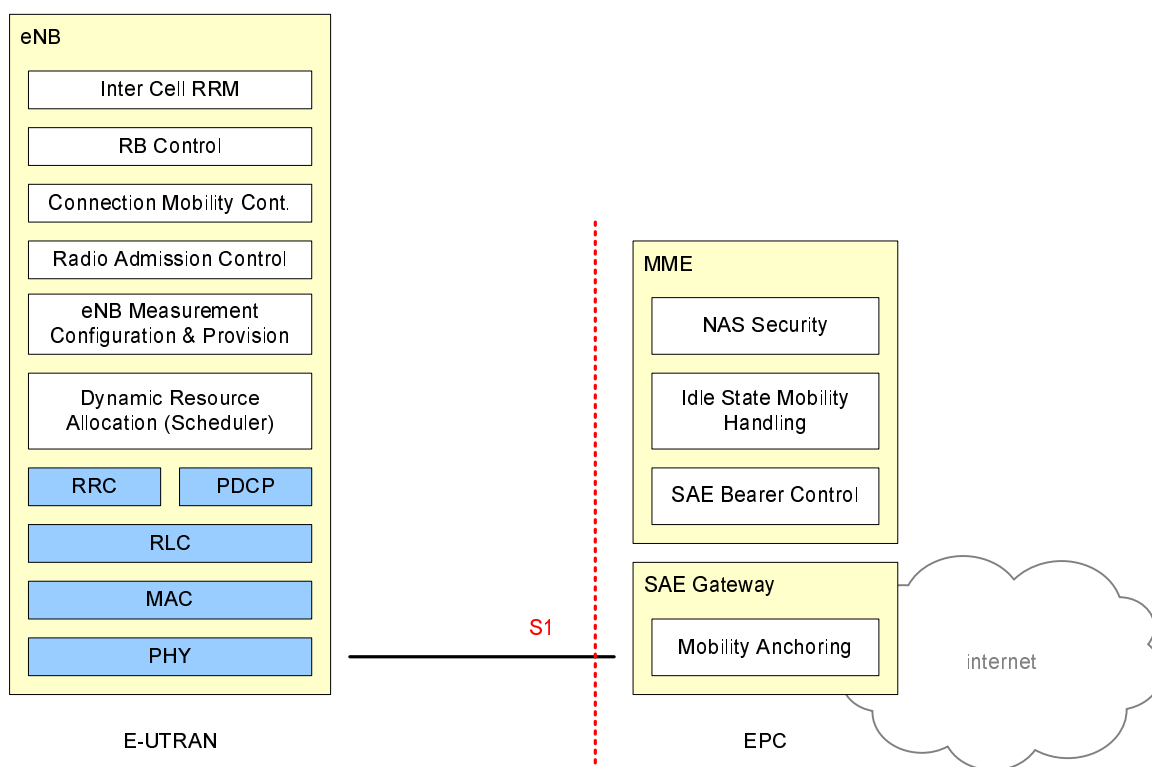 eNB
Inter Cell RRM
RB Control
Connection Mobility Cont.
Radio Admission Control
eNB Measurement
Configuration & Provision
Dynamic Resource
Allocation (Scheduler)
RRC
PDCP
RLC
MAC
PHY
S1
MME
NAS Security
Idle State Mobility
Handling
SAE Bearer Control
SAE Gateway
Mobility Anchoring
internet
E-UTRAN
EPC